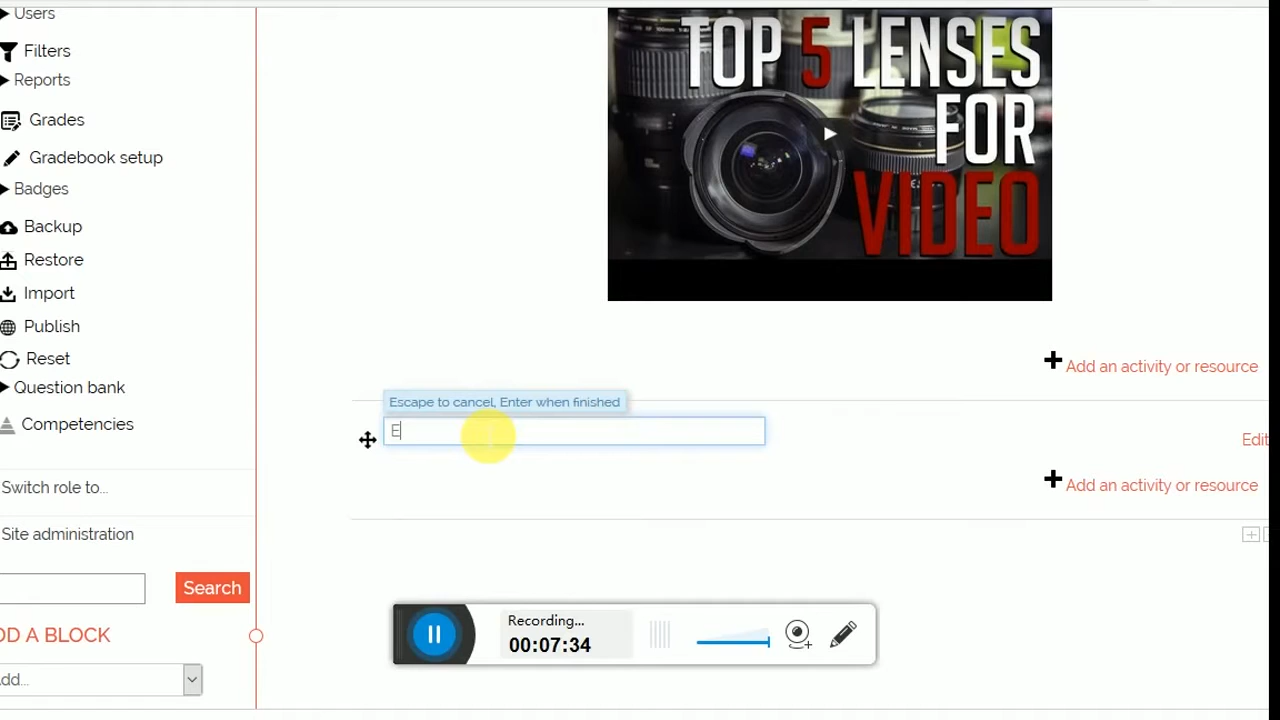 Users
Filters
Reports
Grades
Gradebook setup
Badges
Backup
Restore
Import
Publish
Reset
Question bank
Competencies
Switch role to...
Site administration
Search
DD A BLOCK
dd...
TOP 5 LENSES
FOR
VIDEO
Add an activity or resource
Escape to cancel, Enter when finished
E
Edit
Add an activity or resource
Recording...
00:07:34